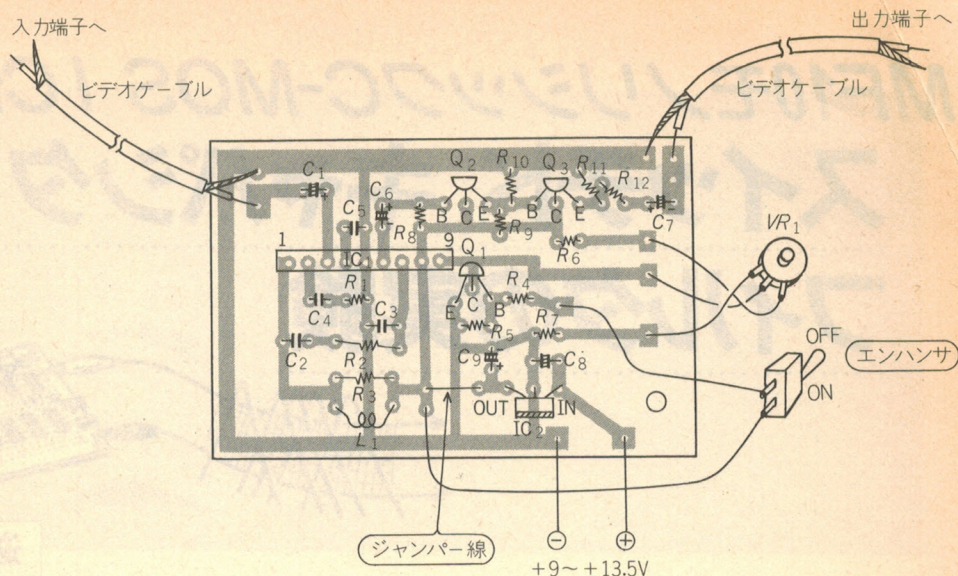 入力端子へ
出力端子へ
ビデオケーブル
ビデオケーブル
C1
Q2
R10
Q3
R11
R12
C6
C5
R8
B
C
E
R9
B
C
E
C7
R6
VR1
1
IC1
9
Q1
R1
C4
C3
E
C
B
R4
R5
R7
C2
R2
C9
C8
R3
L1
OUT
IN
IC2
OFF
ON
エンハンサ
ジャンパー線
⊖
⊕
+9〜+13.5V